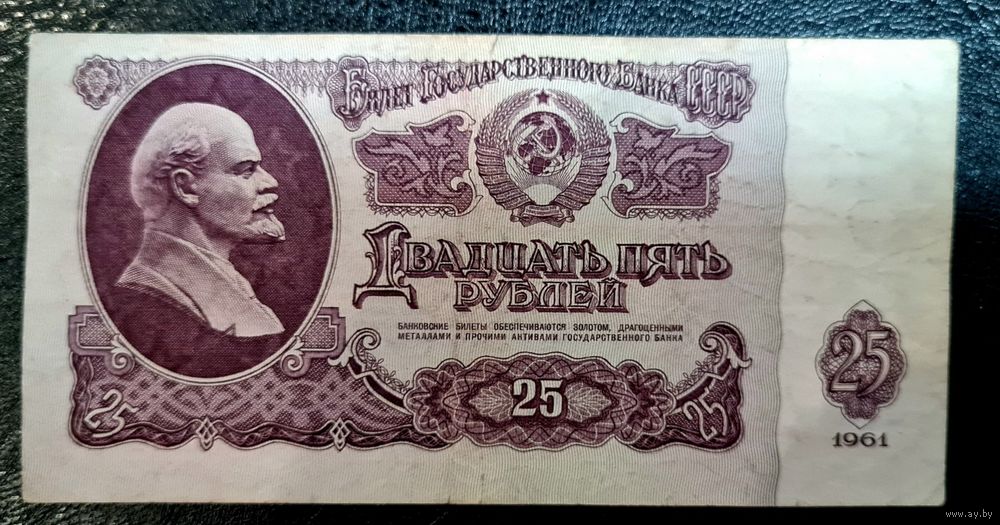 Билет Государственного Банка СССР
Двадцать пять
рублей
БАНКОВСКИЕ БИЛЕТЫ ОБЕСПЕЧИВАЮТСЯ ЗОЛОТОМ, ДРАГОЦЕННЫМИ
МЕТАЛЛАМИ И ПРОЧИМИ АКТИВАМИ ГОСУДАРСТВЕННОГО БАНКА
25
25
25
25
1961
www.ay.by